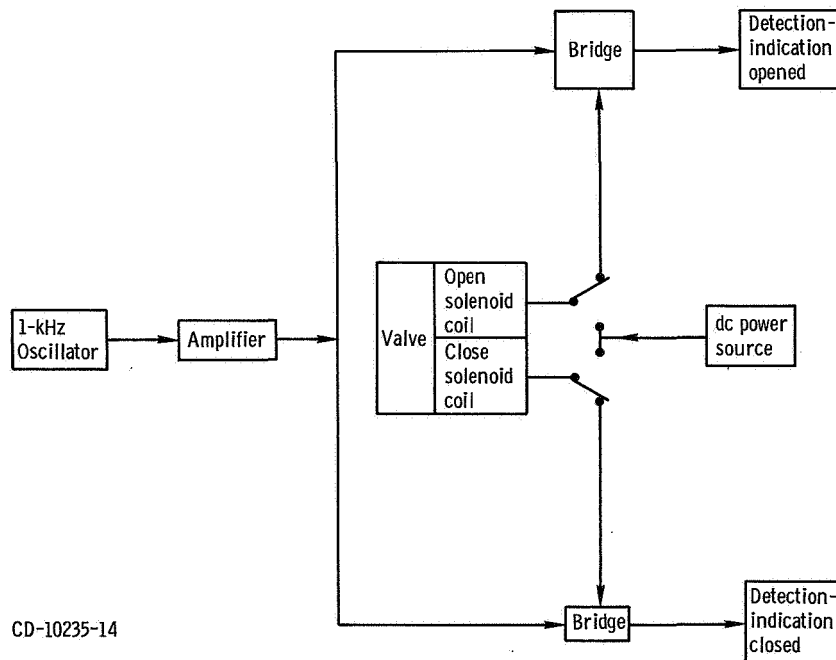 Bridge
Detection-
indication
opened
Open
solenoid
coil
Valve
Close
solenoid
coil
1-kHz
Oscillator
Amplifier
dc power
source
Bridge
Detection-
indication
closed
CD-10235-14